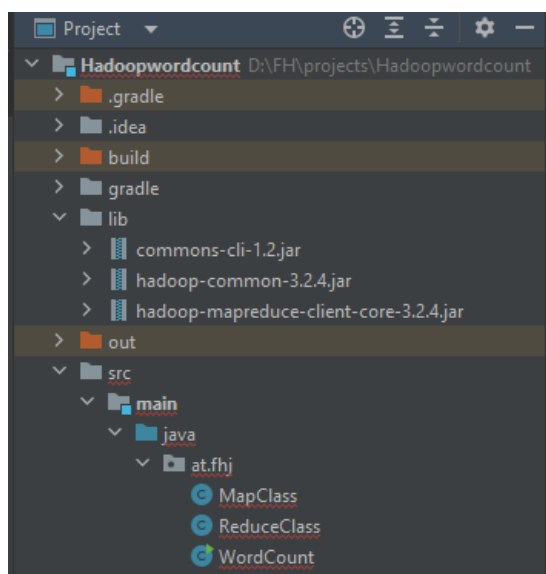 Project
Hadoopwordcount D:\FH\projects\Hadoopwordcount
.gradle
.idea
build
gradle
lib
commons-cli-1.2.jar
hadoop-common-3.2.4.jar
hadoop-mapreduce-client-core-3.2.4.jar
out
src
main
java
at.fhj
MapClass
ReduceClass
WordCount